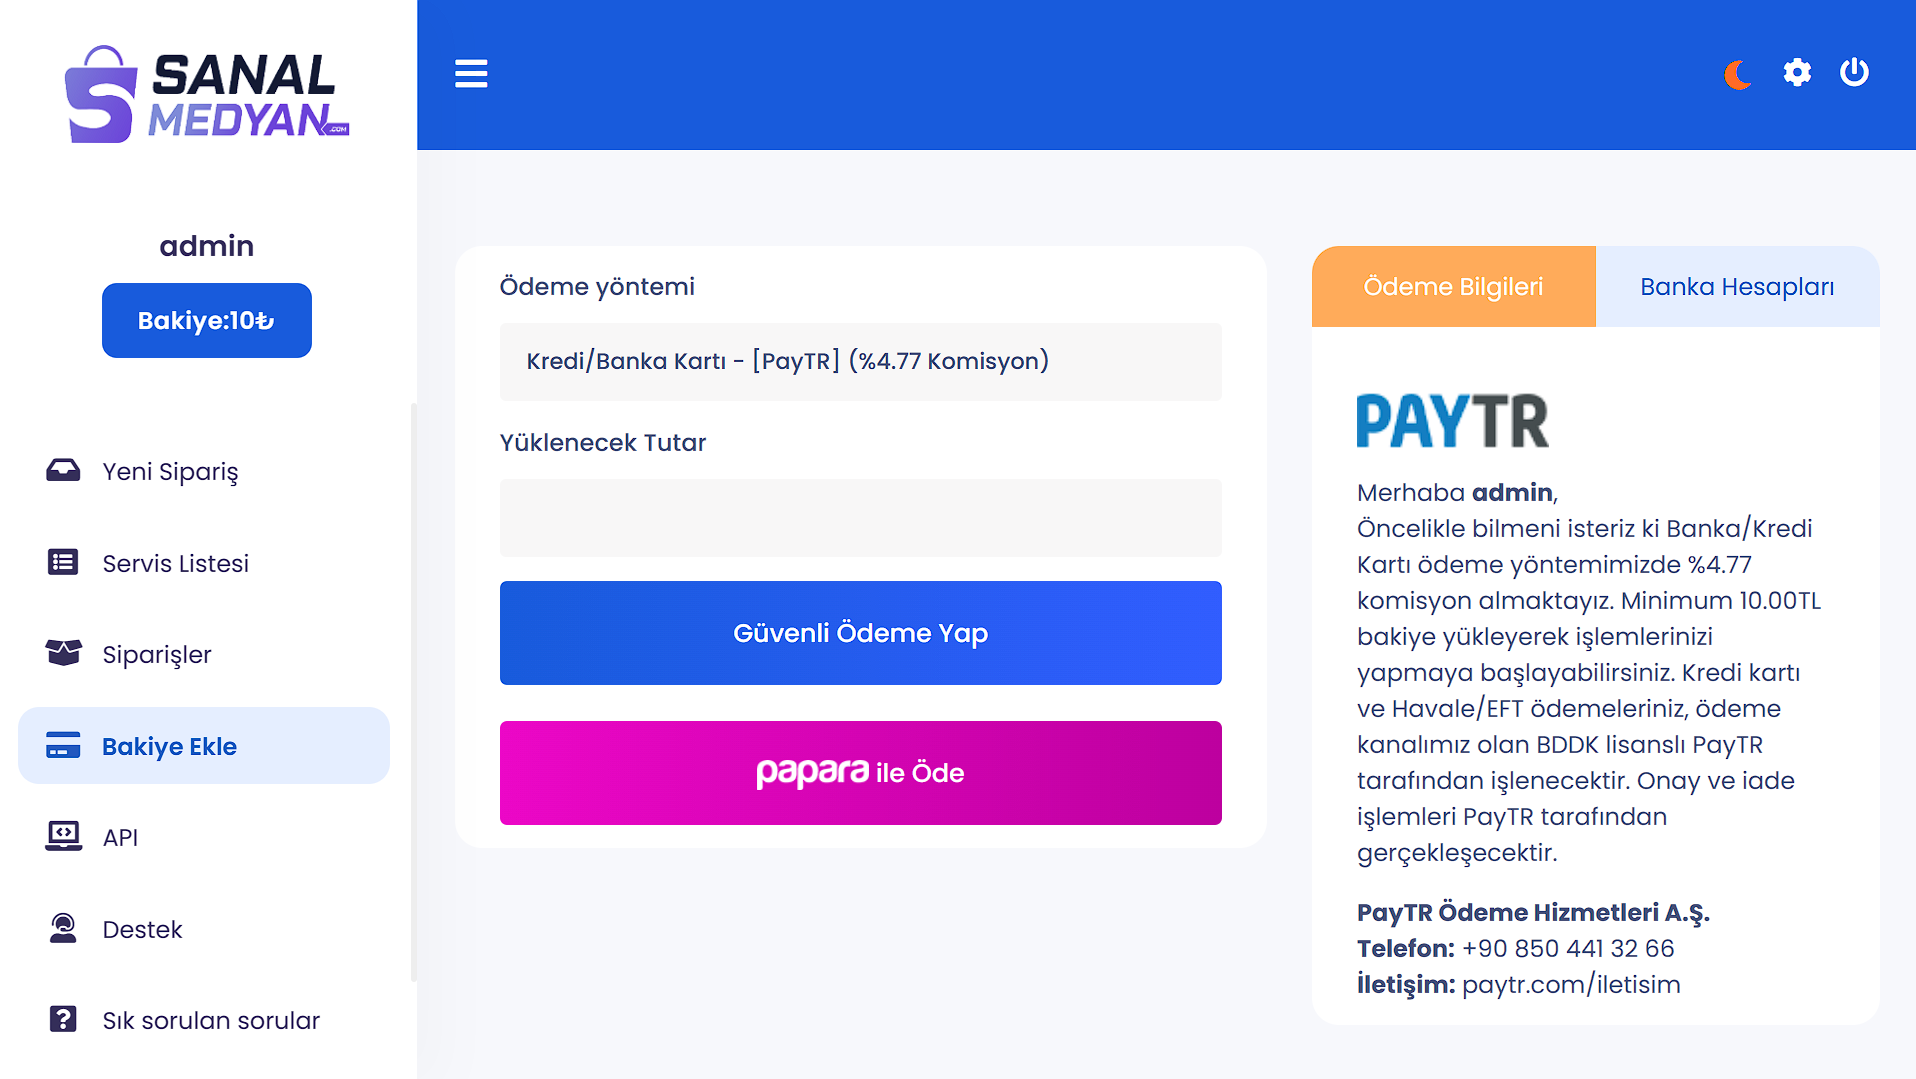 SANAL
MEDYAN.COM
admin
Bakiye:10₺
Yeni Sipariş
Servis Listesi
Siparişler
Bakiye Ekle
API
Destek
Sık sorulan sorular
Ödeme yöntemi
Kredi/Banka Kartı - [PayTR] (%4.77 Komisyon)
Yüklenecek Tutar
Güvenli Ödeme Yap
papara ile Öde
Ödeme Bilgileri
Banka Hesapları
PAYTR
Merhaba admin,
Öncelikle bilmeni isteriz ki Banka/Kredi
Kartı ödeme yöntemimizde %4.77
komisyon almaktayız. Minimum 10.00TL
bakiye yükleyerek işlemlerinizi
yapmaya başlayabilirsiniz. Kredi kartı
ve Havale/EFT ödemeleriniz, ödeme
kanalımız olan BDDK lisanslı PayTR
tarafından işlenecektir. Onay ve iade
işlemleri PayTR tarafından
gerçekleşecektir.
PayTR Ödeme Hizmetleri A.Ş.
Telefon: +90 850 441 32 66
İletişim: paytr.com/iletisim